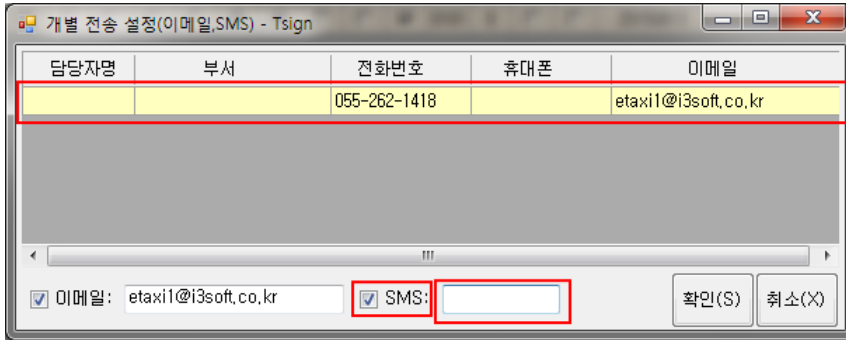 개별 전송 설정(이메일,SMS) - Tsign
담당자명 부서 전화번호 휴대폰 이메일
055-262-1418 etaxi1@i3soft.co.kr
이메일: etaxi1@i3soft.co.kr SMS: 확인(S) 취소(X)